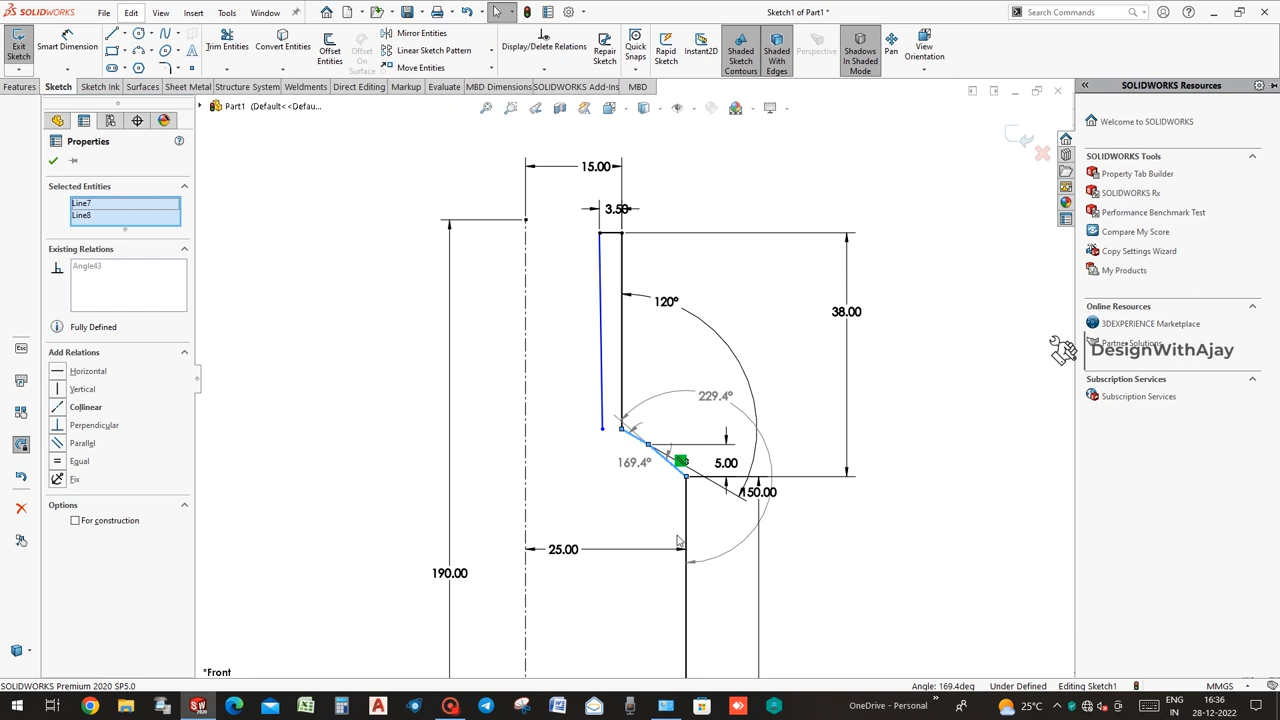 SOLIDWORKS File Edit View Insert Tools Window Sketch1 of Part1 * Search Commands
Exit Sketch
Smart Dimension
Trim Entities
Convert Entities
Offset Entities
Offset On Surface
Mirror Entities
Linear Sketch Pattern
Move Entities
Display/Delete Relations
Repair Sketch
Quick Snaps
Rapid Sketch
Instant2D
Shaded Sketch Contours
Shaded With Edges
Perspective
Shadows In Shaded Mode
Pan
View Orientation
Features Sketch Sketch Ink Surfaces Sheet Metal Structure System Weldments Direct Editing Markup Evaluate MBD Dimensions SOLIDWORKS Add-Ins MBD
Part1 (Default<<Defau...
Properties
Selected Entities
Line7
Line8
Existing Relations
Angle43
Fully Defined
Add Relations
Horizontal
Vertical
Collinear
Perpendicular
Parallel
Equal
Fix
Options
For construction
Esc
15.00
3.50
120°
38.00
229.4°
169.4°
5.00
150.00
25.00
190.00
*Front
SOLIDWORKS Resources
Welcome to SOLIDWORKS
SOLIDWORKS Tools
Property Tab Builder
SOLIDWORKS Rx
Performance Benchmark Test
Compare My Score
Copy Settings Wizard
My Products
Online Resources
3DEXPERIENCE Marketplace
Partner Solutions
DesignWithAjay
Subscription Services
Subscription Services
SOLIDWORKS Premium 2020 SP5.0 Angle: 169.4deg Under Defined Editing Sketch1 MMGS
OneDrive - Personal
25°C
ENG
IN
16:36
28-12-2022